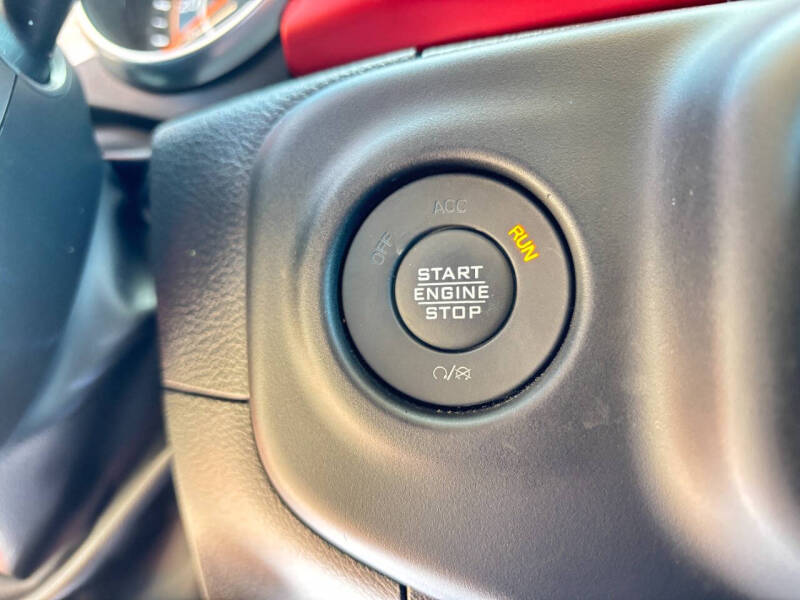 ACC
OFF
RUN
START
ENGINE
STOP